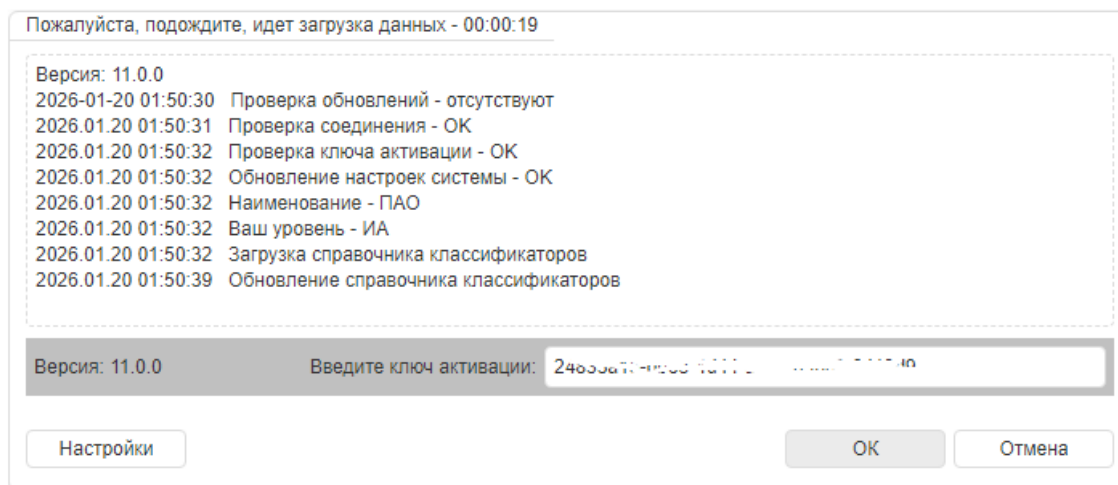 Пожалуйста, подождите, идет загрузка данных - 00:00:19
Версия: 11.0.0
2026-01-20 01:50:30 Проверка обновлений - отсутствуют
2026.01.20 01:50:31 Проверка соединения - OK
2026.01.20 01:50:32 Проверка ключа активации - OK
2026.01.20 01:50:32 Обновление настроек системы - OK
2026.01.20 01:50:32 Наименование - ПАО
2026.01.20 01:50:32 Ваш уровень - ИА
2026.01.20 01:50:32 Загрузка справочника классификаторов
2026.01.20 01:50:39 Обновление справочника классификаторов
Версия: 11.0.0 Введите ключ активации:
Настройки ОК Отмена